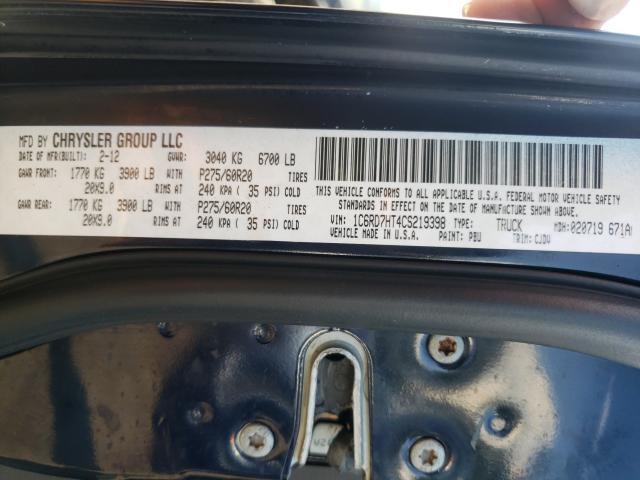 MFD BY CHRYSLER GROUP LLC
DATE OF MFR(BUILT): 2-12 GVWR: 3040 KG 6700 LB
GAWR FRONT: 1770 KG 3900 LB WITH P275/60R20 TIRES
20X9.0 RIMS AT 240 KPA ( 35 PSI) COLD
GAWR REAR: 1770 KG 3900 LB WITH P275/60R20 TIRES
20X9.0 RIMS AT 240 KPA ( 35 PSI) COLD
THIS VEHICLE CONFORMS TO ALL APPLICABLE U.S.A. FEDERAL MOTOR VEHICLE SAFETY
STANDARDS IN EFFECT ON THE DATE OF MANUFACTURE SHOWN ABOVE.
VIN: 1C6RD7HT4CS219398 TYPE: TRUCK MDH: 020719 671A
VEHICLE MADE IN U.S.A. PAINT: PBU TRIM: CJDV